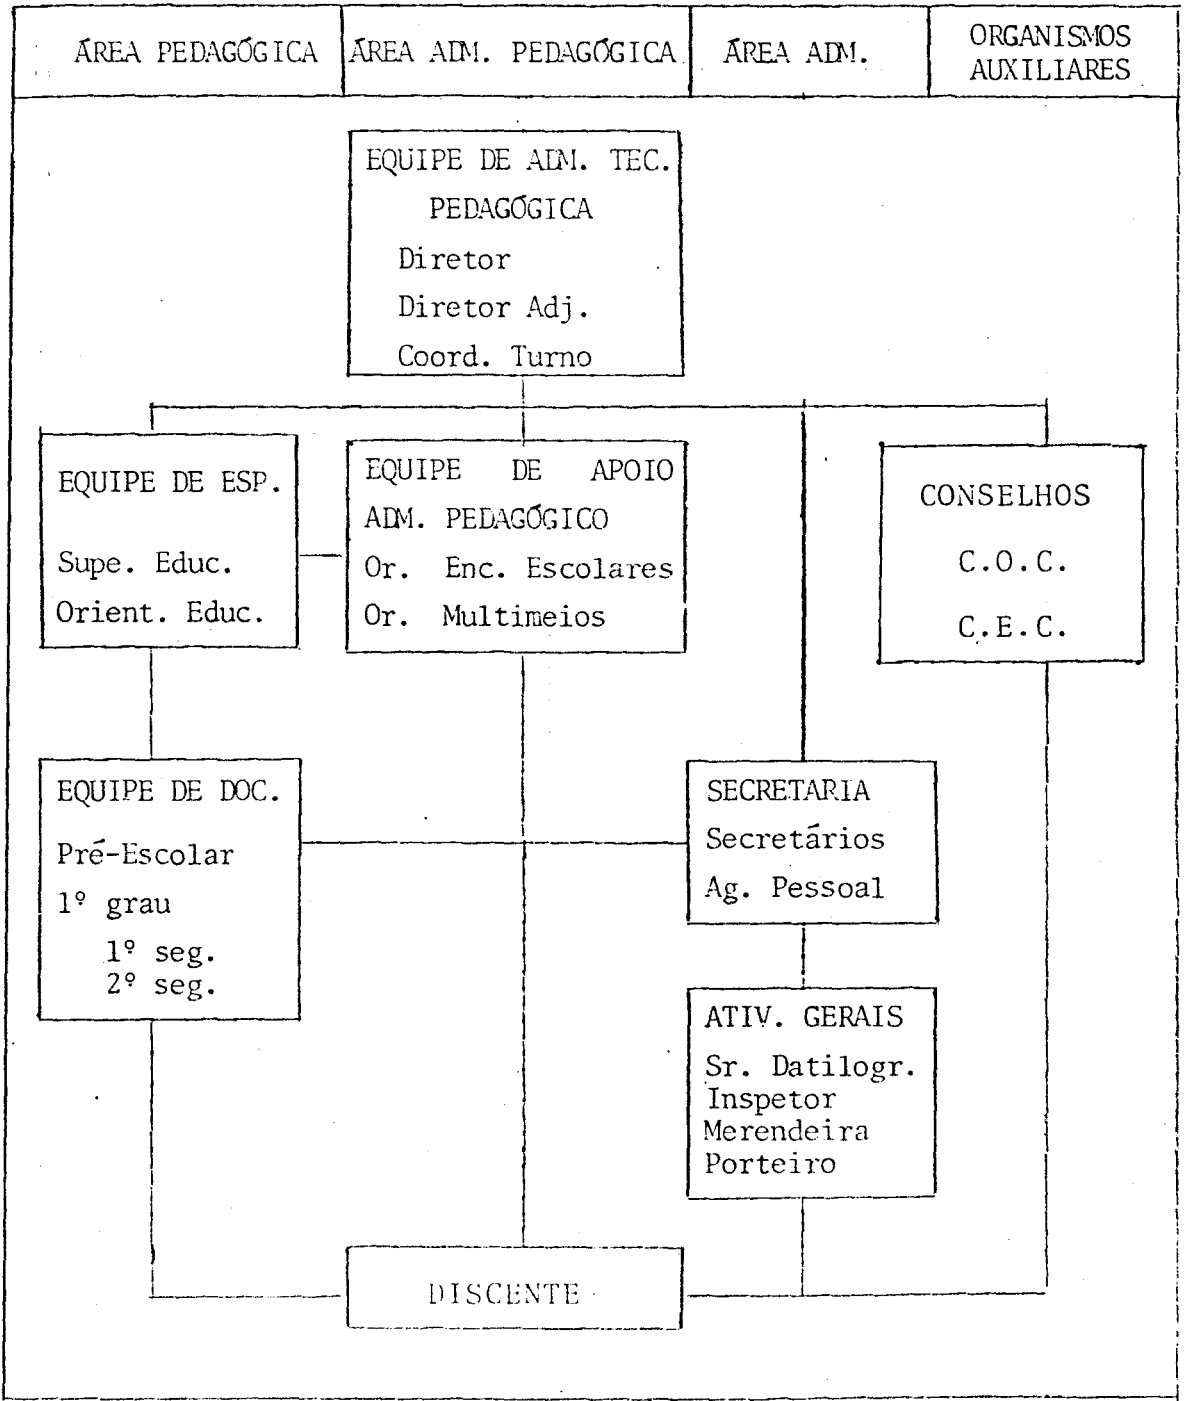 ÁREA PEDAGÓGICA
ÁREA ADM. PEDAGÓGICA
ÁREA ADM.
ORGANISMOS
AUXILIARES
EQUIPE DE ADM. TEC.
PEDAGÓGICA
Diretor
Diretor Adj.
Coord. Turno
EQUIPE DE ESP.
Supe. Educ.
Orient. Educ.
EQUIPE DE APOIO
ADM. PEDAGÓGICO
Or. Enc. Escolares
Or. Multimeios
CONSELHOS
C.O.C.
C.E.C.
EQUIPE DE DOC.
Pré-Escolar
1º grau
1º seg.
2º seg.
SECRETARIA
Secretários
Ag. Pessoal
ATIV. GERAIS
Sr. Datilogr.
Inspetor
Merendeira
Porteiro
DISCENTE